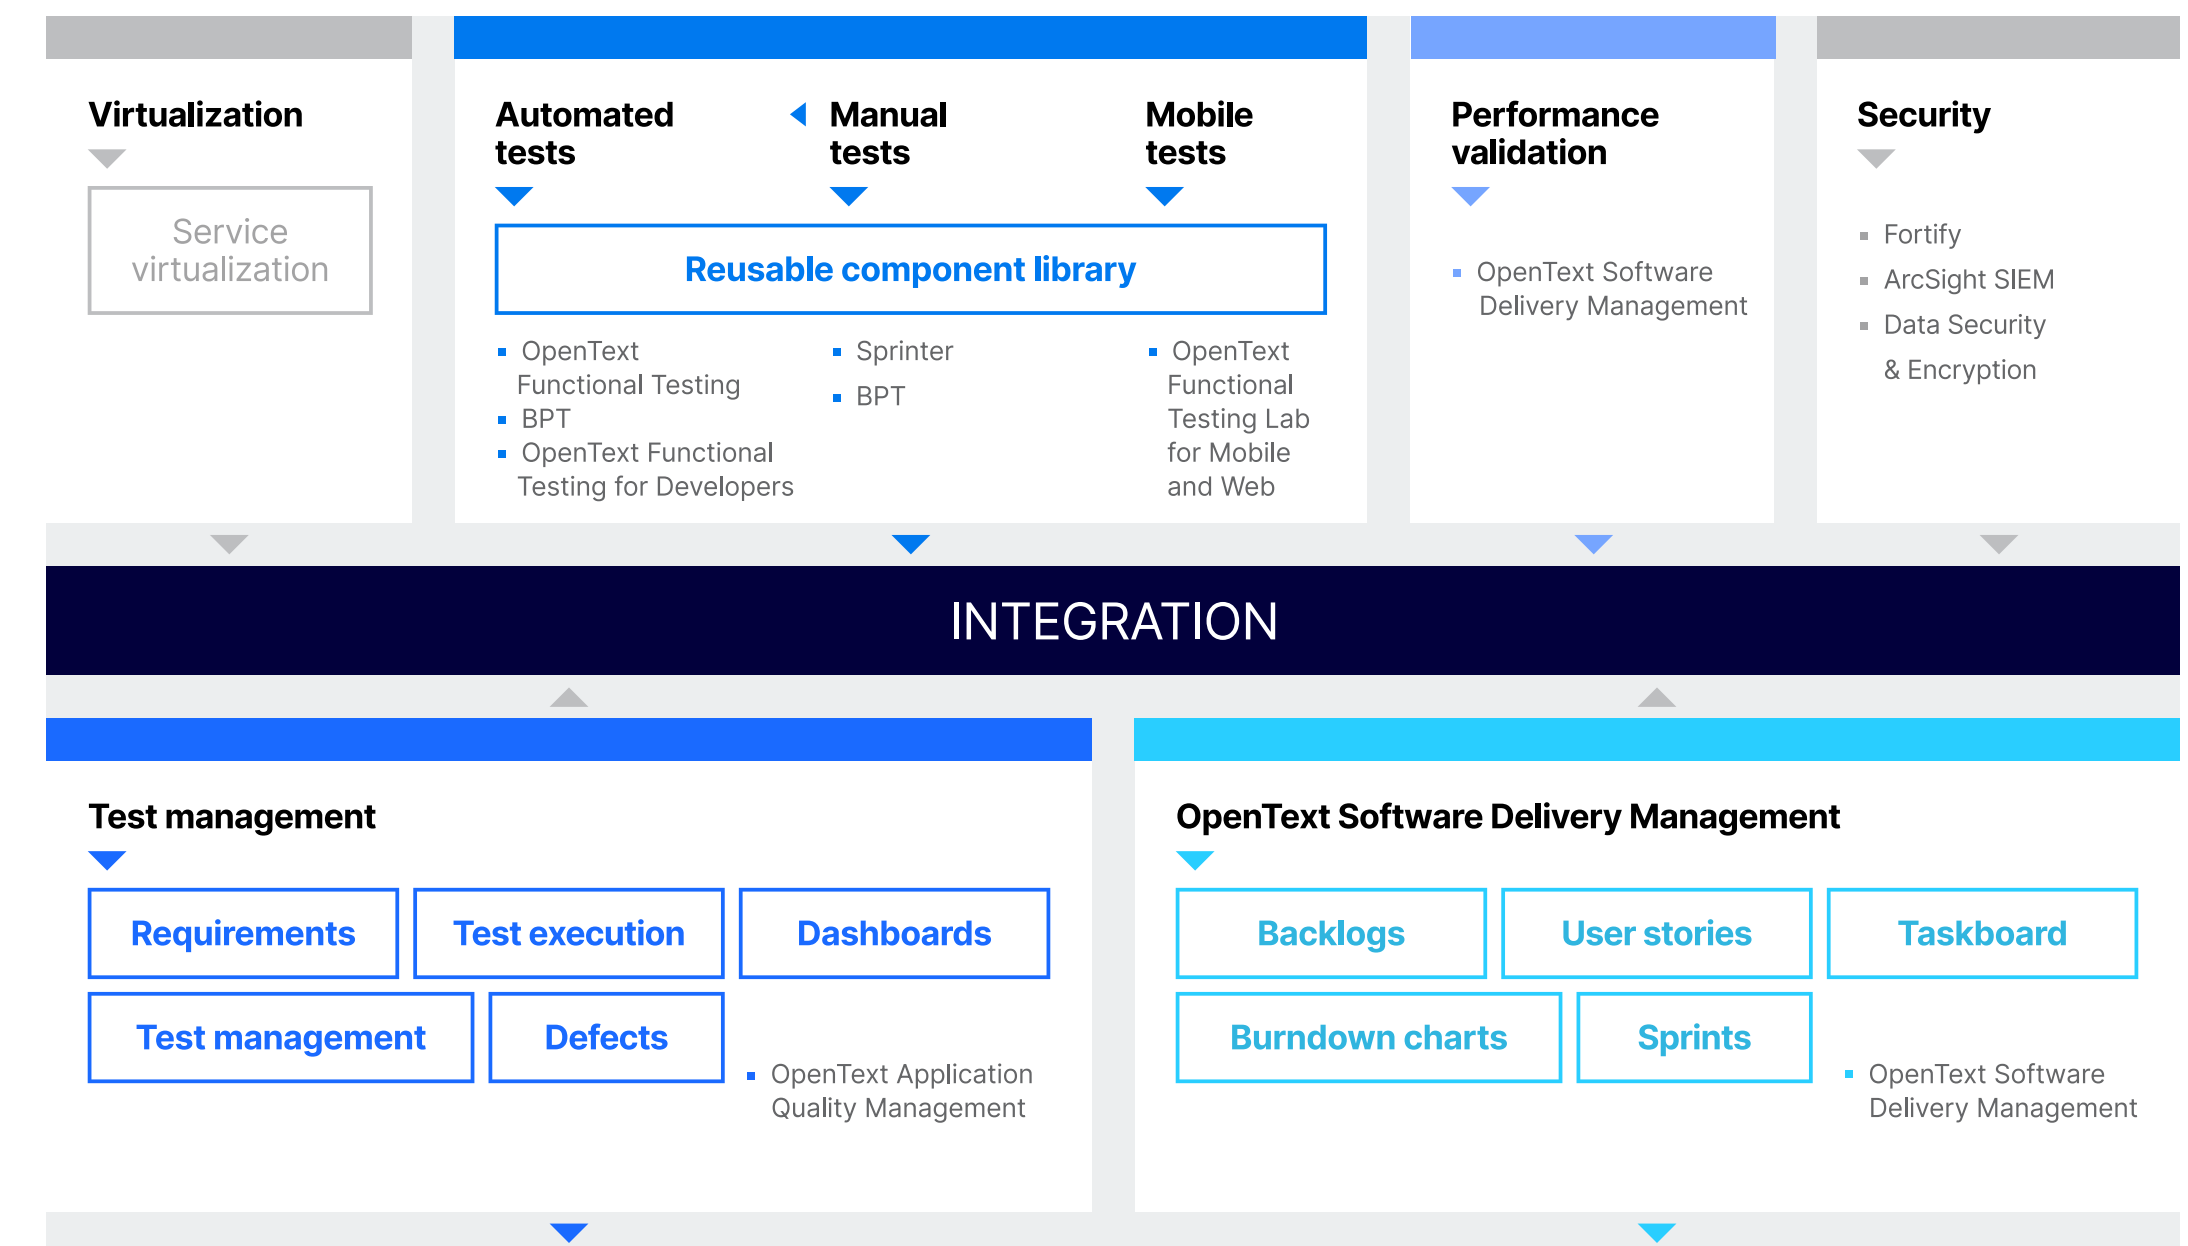 Virtualization
Service
virtualization
Automated
tests
Manual
tests
Mobile
tests
Reusable component library
OpenText
Functional Testing
BPT
OpenText Functional
Testing for Developers
Sprinter
BPT
OpenText
Functional
Testing Lab
for Mobile
and Web
Performance
validation
OpenText Software
Delivery Management
Security
Fortify
ArcSight SIEM
Data Security
& Encryption
INTEGRATION
Test management
Requirements
Test execution
Dashboards
Test management
Defects
OpenText Application
Quality Management
OpenText Software Delivery Management
Backlogs
User stories
Taskboard
Burndown charts
Sprints
OpenText Software
Delivery Management